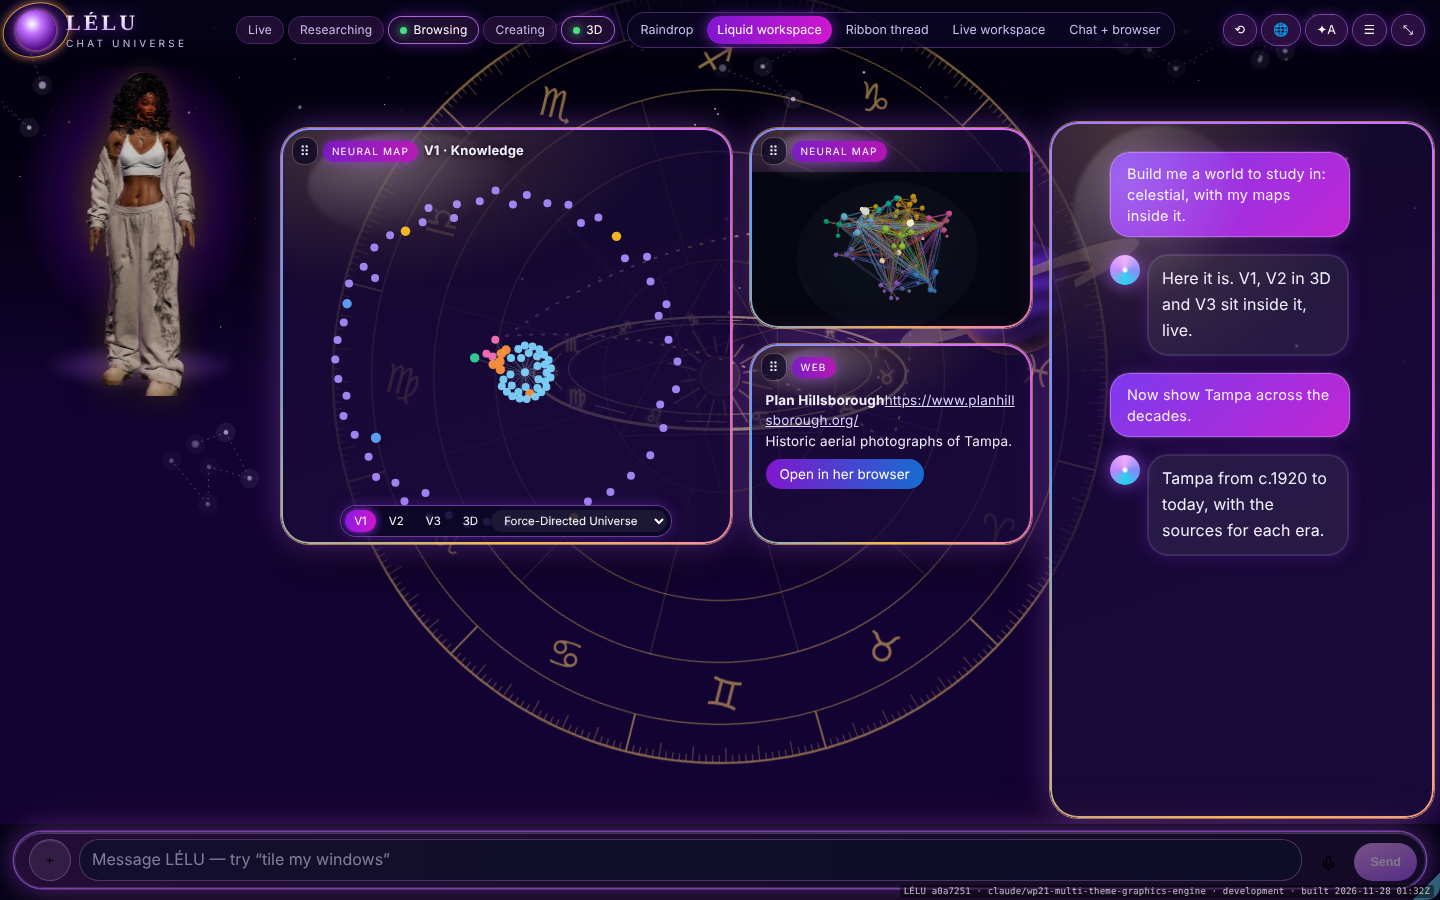 LÉLU
CHAT UNIVERSE
Live
Researching
Browsing
Creating
3D
Raindrop
Liquid workspace
Ribbon thread
Live workspace
Chat + browser
✦A
NEURAL MAP V1 · Knowledge
V1
V2
V3
3D
Force-Directed Universe
NEURAL MAP
WEB
Plan Hillsboroughhttps://www.planhill
sborough.org/
Historic aerial photographs of Tampa.
Open in her browser
Build me a world to study in:
celestial, with my maps
inside it.
Here it is. V1, V2 in 3D
and V3 sit inside it,
live.
Now show Tampa across the
decades.
Tampa from c.1920 to
today, with the
sources for each era.
+
Message LÉLU — try “tile my windows”
Send
LÉLU a0a7251 · claude/wp21-multi-theme-graphics-engine · development · built 2026-11-28 01:32Z